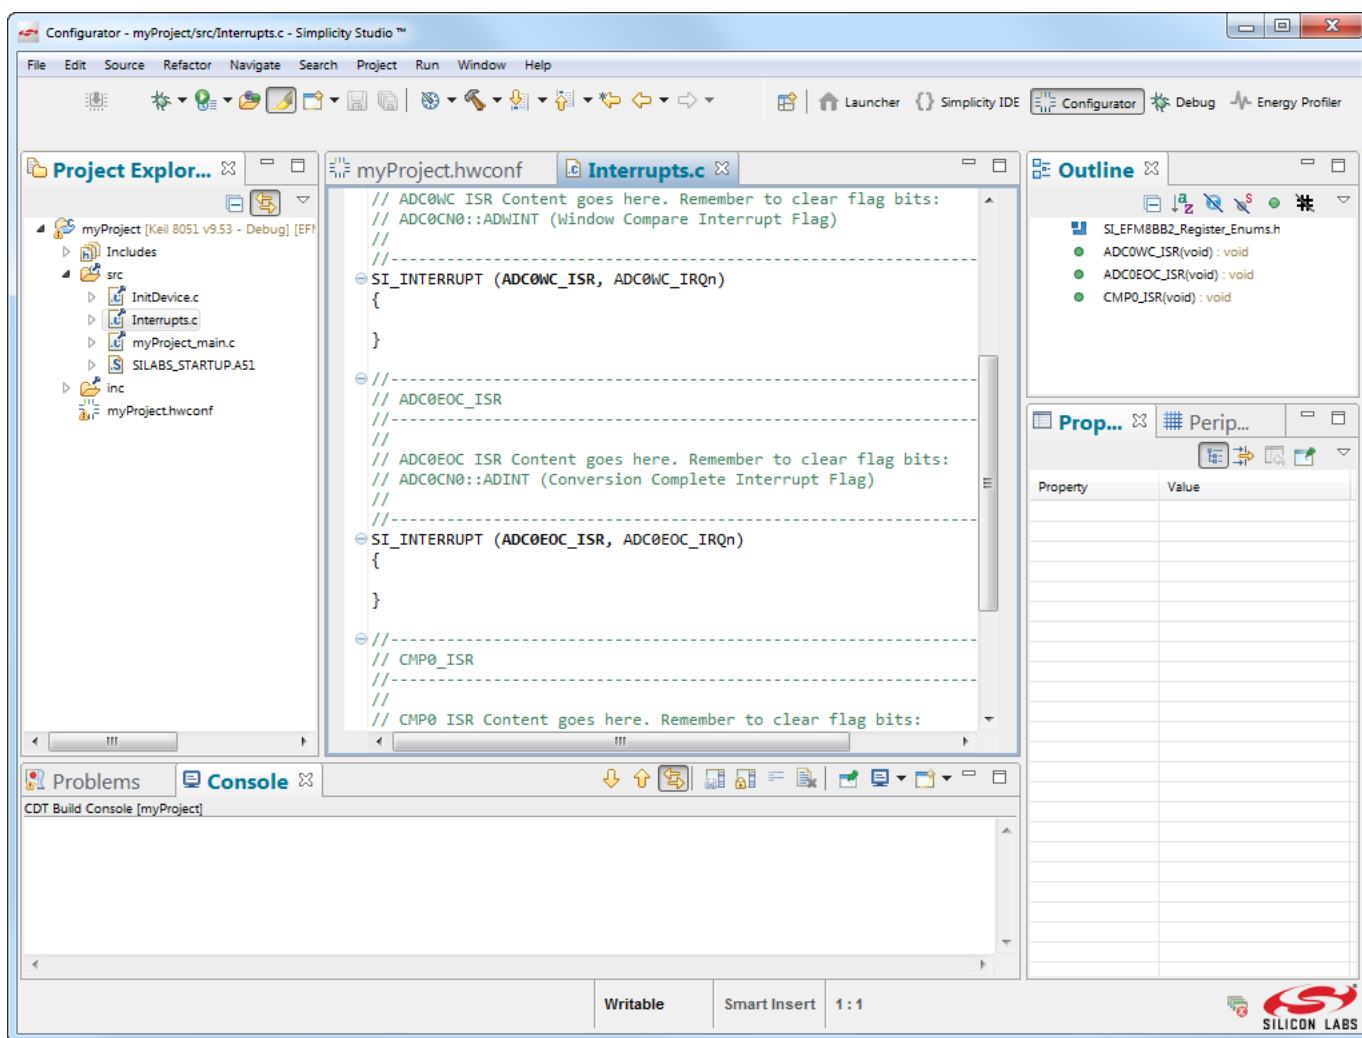 Configurator - myProject/src/Interrupts.c - Simplicity Studio ™
File Edit Source Refactor Navigate Search Project Run Window Help
Launcher {} Simplicity IDE Configurator Debug Energy Profiler
Project Explor...
myProject.hwconf
Interrupts.c
Outline
myProject [Keil 8051 v9.53 - Debug] [EF
Includes
src
InitDevice.c
Interrupts.c
myProject_main.c
SILABS_STARTUP.A51
inc
myProject.hwconf
// ADC0WC ISR Content goes here. Remember to clear flag bits:
// ADC0CN0::ADWINT (Window Compare Interrupt Flag)
//
//-----------------------------------------------------------------
SI_INTERRUPT (ADC0WC_ISR, ADC0WC_IRQn)
{
}
//-----------------------------------------------------------------
// ADC0EOC_ISR
//-----------------------------------------------------------------
//
// ADC0EOC ISR Content goes here. Remember to clear flag bits:
// ADC0CN0::ADINT (Conversion Complete Interrupt Flag)
//
//-----------------------------------------------------------------
SI_INTERRUPT (ADC0EOC_ISR, ADC0EOC_IRQn)
{
}
//-----------------------------------------------------------------
// CMP0_ISR
//-----------------------------------------------------------------
//
// CMP0 ISR Content goes here. Remember to clear flag bits:
SI_EFM8BB2_Register_Enums.h
ADC0WC_ISR(void) : void
ADC0EOC_ISR(void) : void
CMP0_ISR(void) : void
Prop...
Perip...
Property Value
Problems
Console
CDT Build Console [myProject]
Writable Smart Insert 1 : 1
SILICON LABS